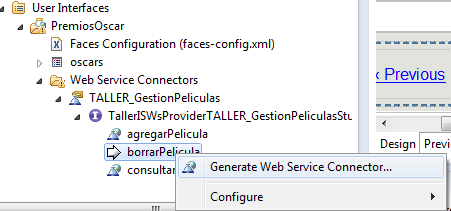 User Interfaces
PremiosOscar
Faces Configuration (faces-config.xml)
oscars
Web Service Connectors
TALLER_GestionPeliculas
TallerISWsProviderTALLER_GestionPeliculasStu
agregarPelicula
borrarPelicula
consultar
Generate Web Service Connector...
Configure
Previous
Design
Previ